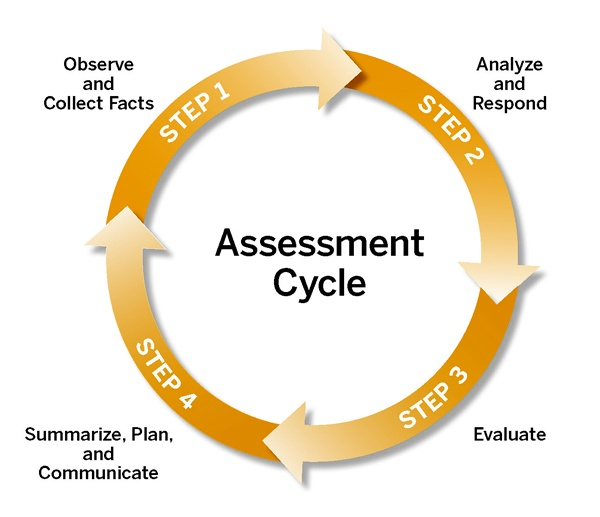 Observe
and
Collect Facts
STEP 1
Analyze
and
Respond
STEP 2
Assessment
Cycle
STEP 3
Evaluate
STEP 4
Summarize, Plan,
and
Communicate